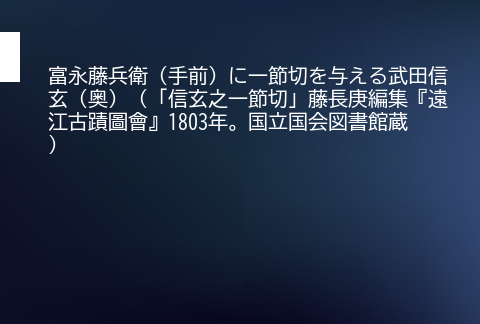 富永藤兵衛（手前）に一節切を与える武田信
玄（奥）（「信玄之一節切」藤長庚編集『遠
江古蹟圖會』1803年。国立国会図書館蔵
）